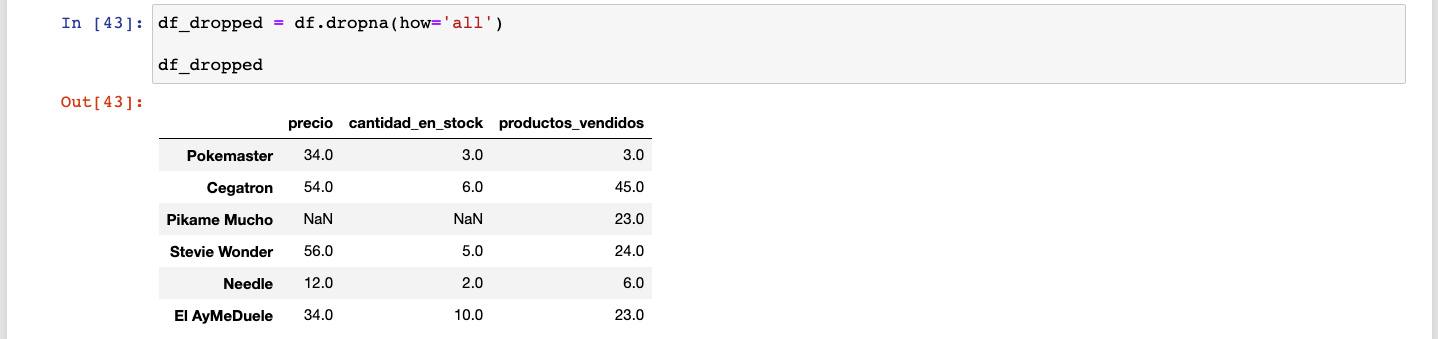 In [43]: df_dropped = df.dropna(how='all')
df_dropped
Out[43]:
precio cantidad_en_stock productos_vendidos
Pokemaster 34.0 3.0 3.0
Cegatron 54.0 6.0 45.0
Pikame Mucho NaN NaN 23.0
Stevie Wonder 56.0 5.0 24.0
Needle 12.0 2.0 6.0
El AyMeDuele 34.0 10.0 23.0